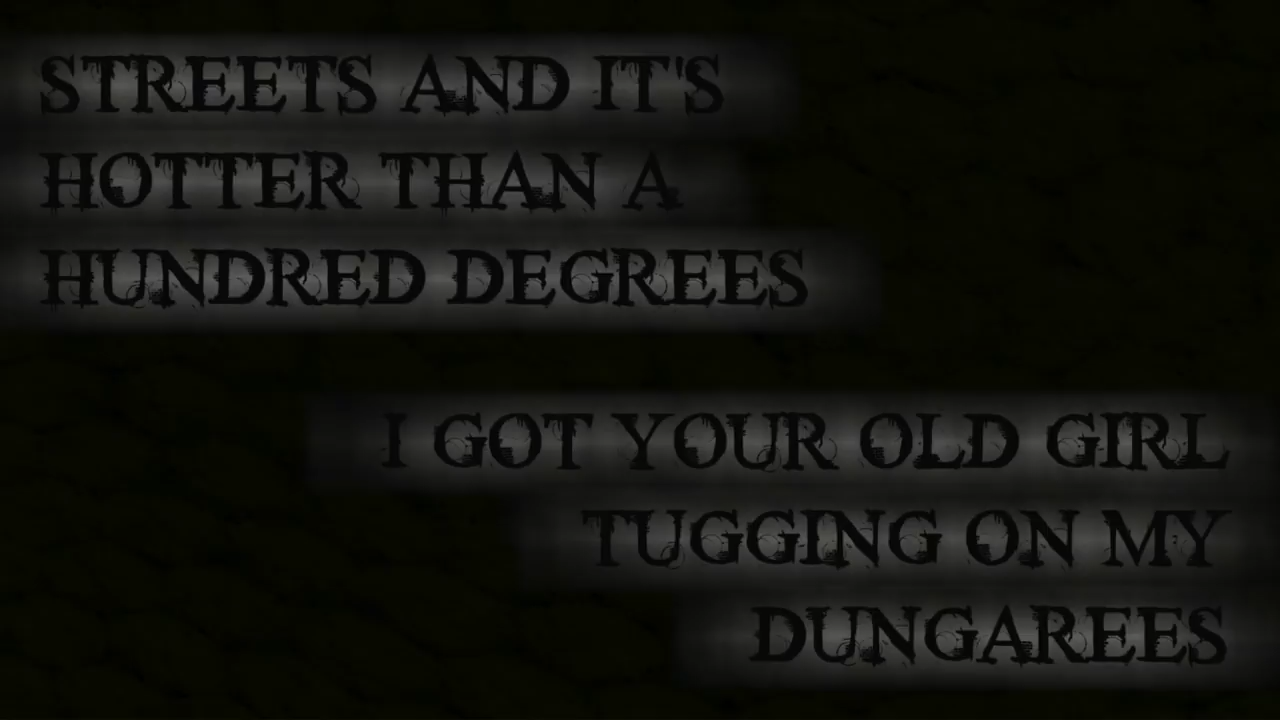 STREETS AND IT'S
HOTTER THAN A
HUNDRED DEGREES
I GOT YOUR OLD GIRL
TUGGING ON MY
DUNGAREES